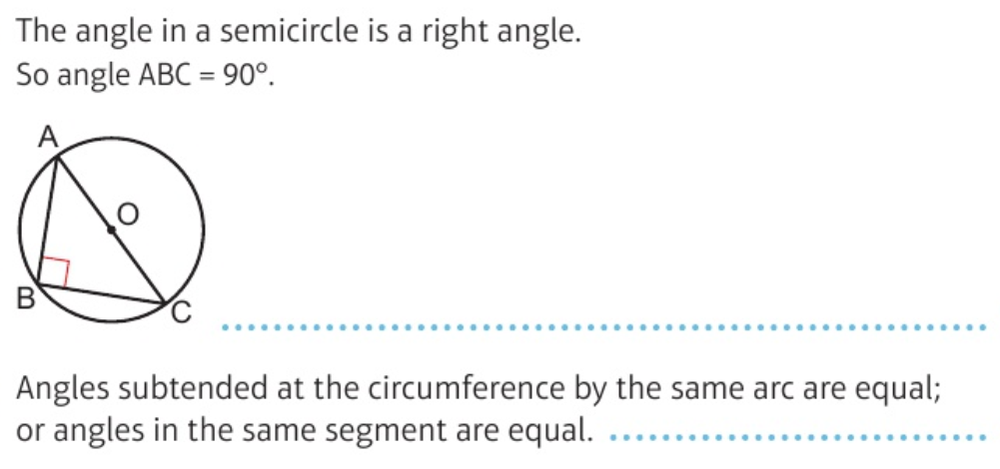 The angle in a semicircle is a right angle.
So angle ABC = 90°.
A
O
B
C
Angles subtended at the circumference by the same arc are equal;
or angles in the same segment are equal.